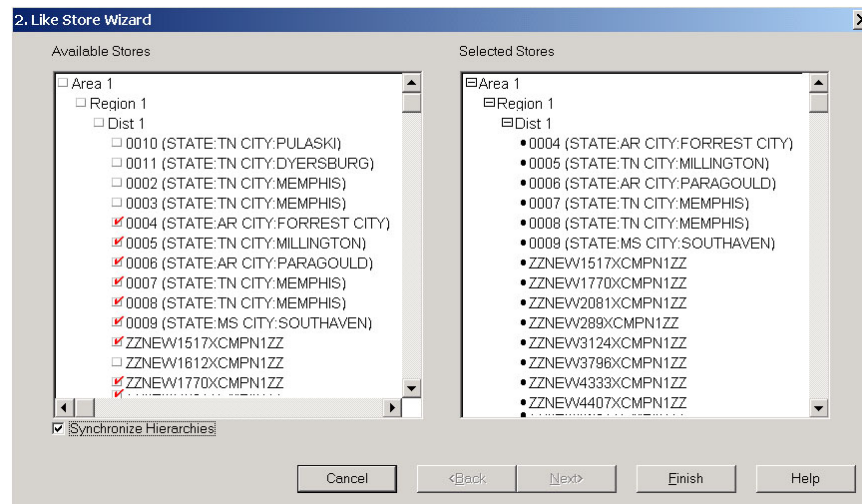 2. Like Store Wizard
Available Stores
Area 1
Region 1
Dist 1
0010 (STATE:TN CITY:PULASKI)
0011 (STATE:TN CITY:DYERSBURG)
0002 (STATE:TN CITY:MEMPHIS)
0003 (STATE:TN CITY:MEMPHIS)
0004 (STATE:AR CITY:FORREST CITY)
0005 (STATE:TN CITY:MILLINGTON)
0006 (STATE:AR CITY:PARAGOULD)
0007 (STATE:TN CITY:MEMPHIS)
0008 (STATE:TN CITY:MEMPHIS)
0009 (STATE:MS CITY:SOUTHAVEN)
ZZNEW1517XCMPN1ZZ
ZZNEW1612XCMPN1ZZ
ZZNEW1770XCMPN1ZZ
Synchronize Hierarchies
Selected Stores
Area 1
Region 1
Dist 1
0004 (STATE:AR CITY:FORREST CITY)
0005 (STATE:TN CITY:MILLINGTON)
0006 (STATE:AR CITY:PARAGOULD)
0007 (STATE:TN CITY:MEMPHIS)
0008 (STATE:TN CITY:MEMPHIS)
0009 (STATE:MS CITY:SOUTHAVEN)
ZZNEW1517XCMPN1ZZ
ZZNEW1770XCMPN1ZZ
ZZNEW2081XCMPN1ZZ
ZZNEW289XCMPN1ZZ
ZZNEW3124XCMPN1ZZ
ZZNEW3796XCMPN1ZZ
ZZNEW4333XCMPN1ZZ
ZZNEW4407XCMPN1ZZ
Cancel <Back Next> Finish Help